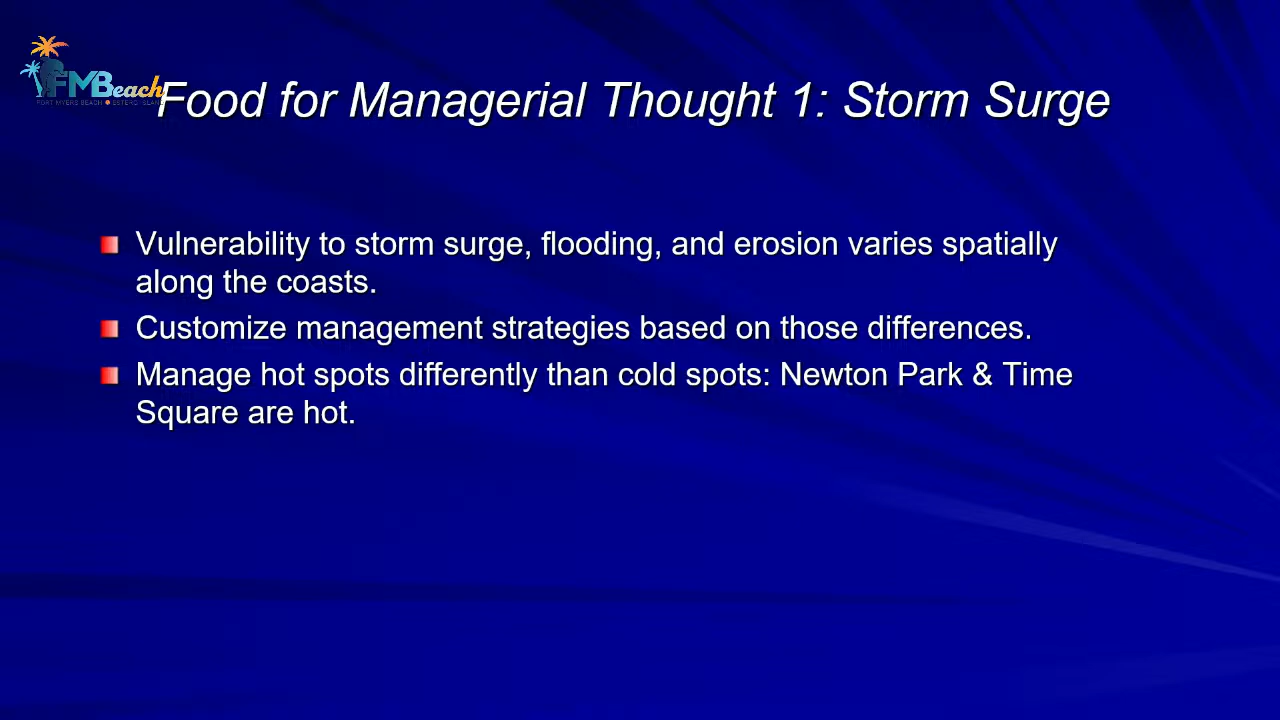 FMBeach
FORT MYERS BEACH ESTERO ISLAND
Food for Managerial Thought 1: Storm Surge
Vulnerability to storm surge, flooding, and erosion varies spatially
along the coasts.
Customize management strategies based on those differences.
Manage hot spots differently than cold spots: Newton Park & Time
Square are hot.